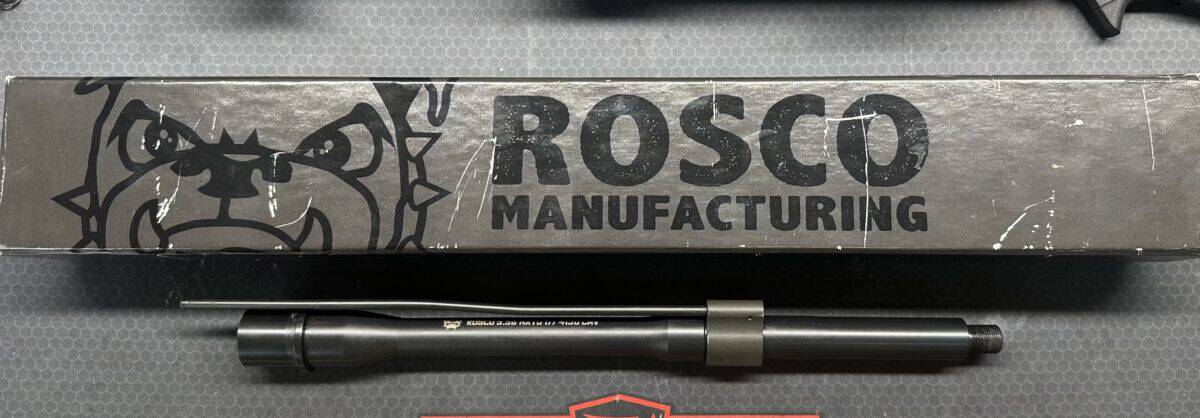 ROSCO
MANUFACTURING
ROSCO 5.56 NATO 1/7 4150 CMV